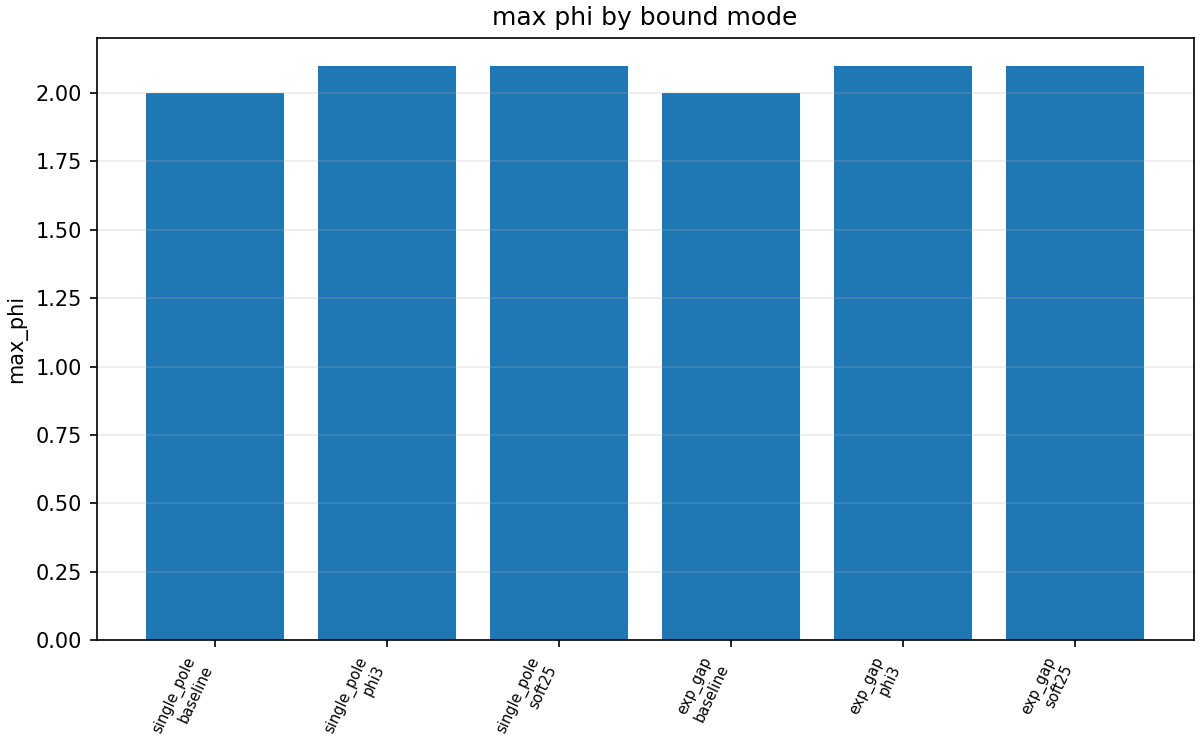 max phi by bound mode
max_phi
2.00
1.75
1.50
1.25
1.00
0.75
0.50
0.25
0.00
single_pole
baseline
single_pole
phi3
single_pole
soft25
exp_gap
baseline
exp_gap
phi3
exp_gap
soft25